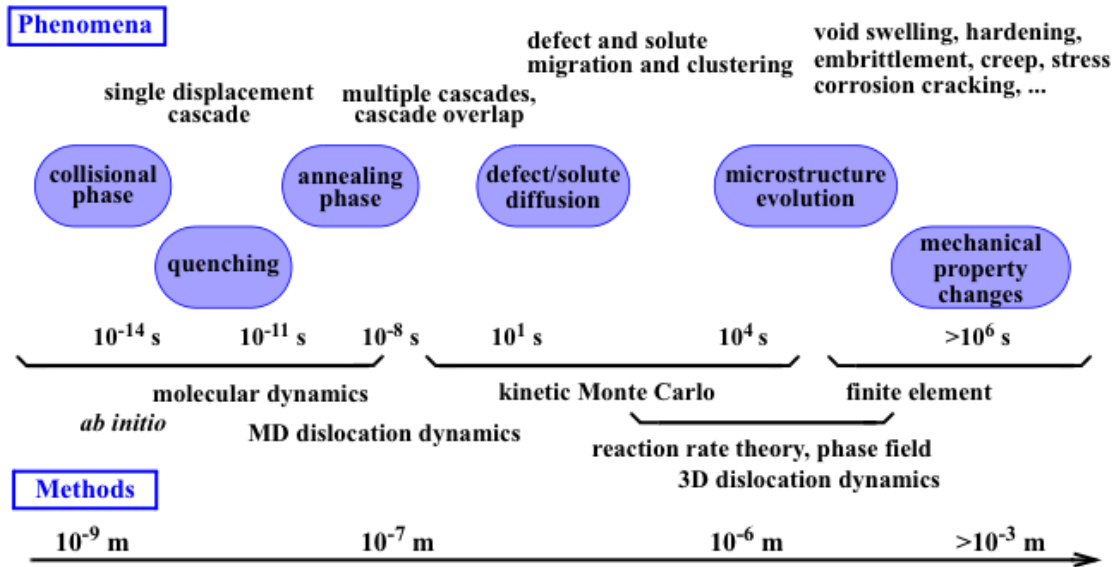 Phenomena
defect and solute
migration and clustering
void swelling, hardening,
embrittlement, creep, stress
corrosion cracking, ...
single displacement
cascade
multiple cascades,
cascade overlap
collisional
phase
annealing
phase
defect/solute
diffusion
microstructure
evolution
quenching
mechanical
property
changes
10⁻¹⁴ s
10⁻¹¹ s
10⁻⁸ s
10¹ s
10⁴ s
>10⁶ s
molecular dynamics
kinetic Monte Carlo
finite element
ab initio
MD dislocation dynamics
reaction rate theory, phase field
3D dislocation dynamics
Methods
10⁻⁹ m
10⁻⁷ m
10⁻⁶ m
>10⁻³ m